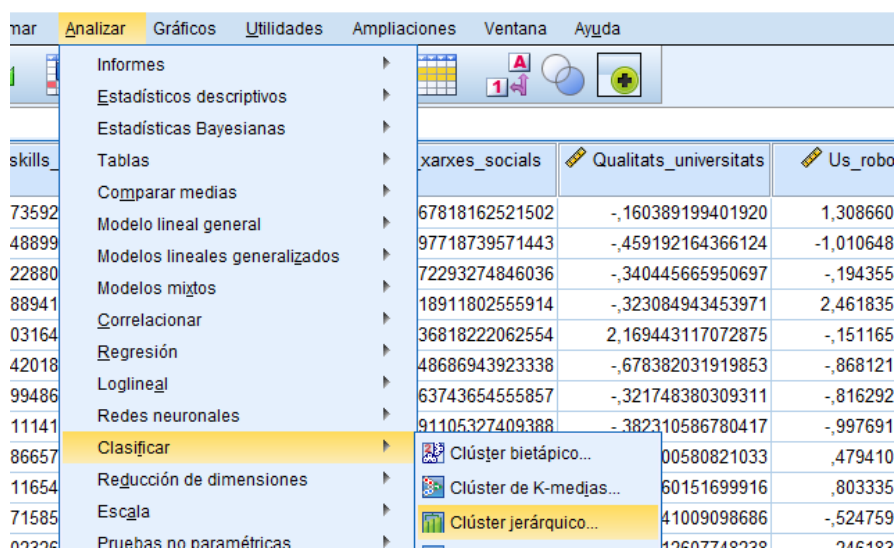 mar Analizar Gráficos Utilidades Ampliaciones Ventana Ayuda
Informes
Estadísticos descriptivos
Estadísticas Bayesianas
skills_ Tablas _xarxes_socials Qualitats_universitats Us_robo
Comparar medias
73592 Modelo lineal general 67818162521502 -,160389199401920 1,308660
48899 Modelos lineales generalizados 97718739571443 -,459192164366124 -1,010648
22880 Modelos mixtos 72293274846036 -,340445665950697 -,194355
88941 Correlacionar 18911802555914 -,323084943453971 2,461835
03164 Regresión 36818222062554 2,169443117072875 -,151165
42018 Loglineal 48686943923338 -,678382031919853 -,868121
99486 Redes neuronales 63743654555857 -,321748380309311 -,816292
11141 Clasificar 91105327409388 -,382310586780417 -,997691
86657 Clúster bietápico... 00580821033 ,479410
11654 Reducción de dimensiones Clúster de K-medias... 60151699916 ,803335
71585 Escala Clúster jerárquico... 41009098686 -,524759
02326 Pruebas no paramétricas 12607748238 ,246183